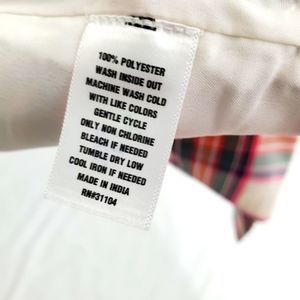 100% POLYESTER
WASH INSIDE OUT
MACHINE WASH COLD
WITH LIKE COLORS
GENTLE CYCLE
ONLY NON CHLORINE
BLEACH IF NEEDED
TUMBLE DRY LOW
COOL IRON IF NEEDED
MADE IN INDIA
RN#31104